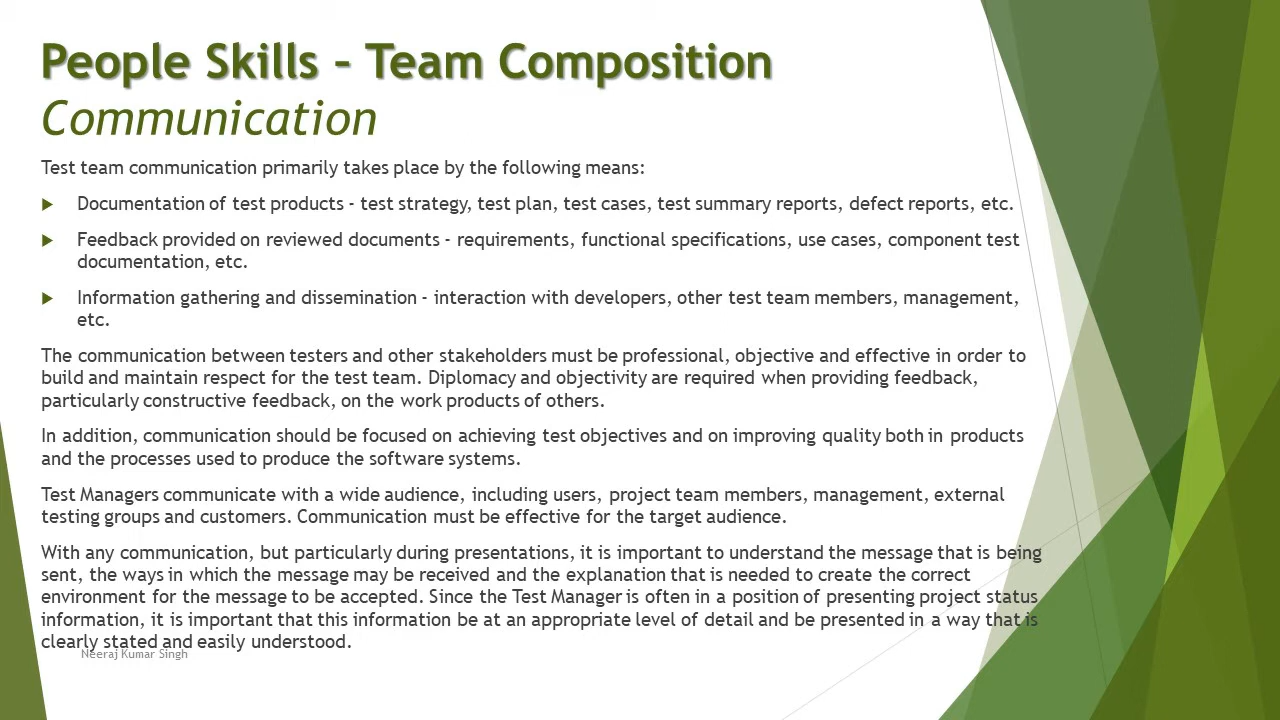 People Skills – Team Composition
Communication
Test team communication primarily takes place by the following means:
Documentation of test products - test strategy, test plan, test cases, test summary reports, defect reports, etc.
Feedback provided on reviewed documents - requirements, functional specifications, use cases, component test
documentation, etc.
Information gathering and dissemination - interaction with developers, other test team members, management,
etc.
The communication between testers and other stakeholders must be professional, objective and effective in order to
build and maintain respect for the test team. Diplomacy and objectivity are required when providing feedback,
particularly constructive feedback, on the work products of others.
In addition, communication should be focused on achieving test objectives and on improving quality both in products
and the processes used to produce the software systems.
Test Managers communicate with a wide audience, including users, project team members, management, external
testing groups and customers. Communication must be effective for the target audience.
With any communication, but particularly during presentations, it is important to understand the message that is being
sent, the ways in which the message may be received and the explanation that is needed to create the correct
environment for the message to be accepted. Since the Test Manager is often in a position of presenting project status
information, it is important that this information be at an appropriate level of detail and be presented in a way that is
clearly stated and easily understood.
Neeraj Kumar Singh